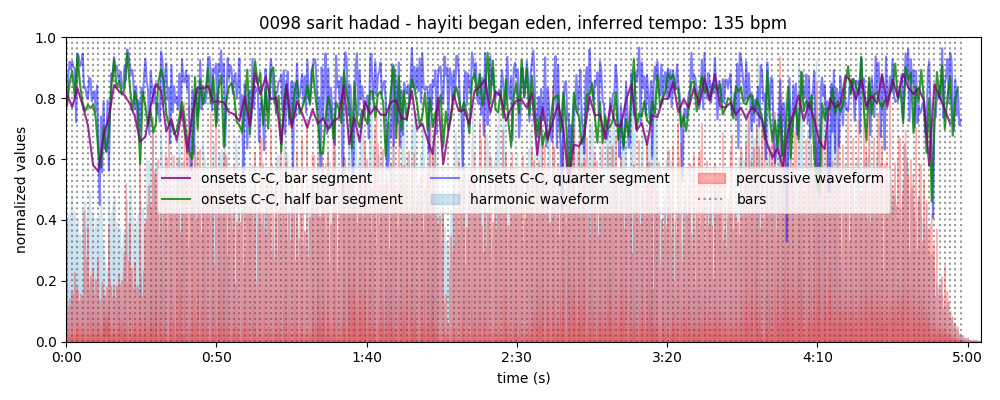 0098 sarit hadad - hayiti began eden, inferred tempo: 135 bpm
normalized values
1.0
0.8
0.6
0.4
0.2
0.0
onsets C-C, bar segment
onsets C-C, half bar segment
onsets C-C, quarter segment
harmonic waveform
percussive waveform
bars
0:00 0:50 1:40 2:30 3:20 4:10 5:00
time (s)